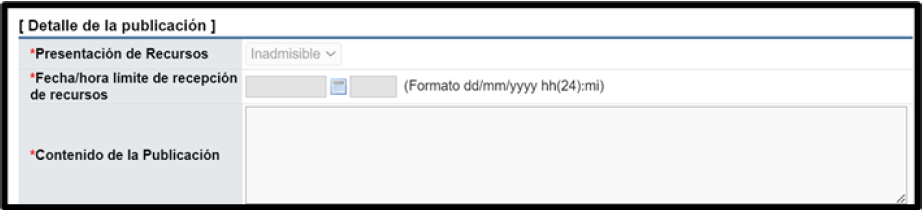 [ Detalle de la publicación ]
*Presentación de Recursos
Inadmisible
*Fecha/hora límite de recepción
de recursos
(Formato dd/mm/yyyy hh(24):mi)
*Contenido de la Publicación